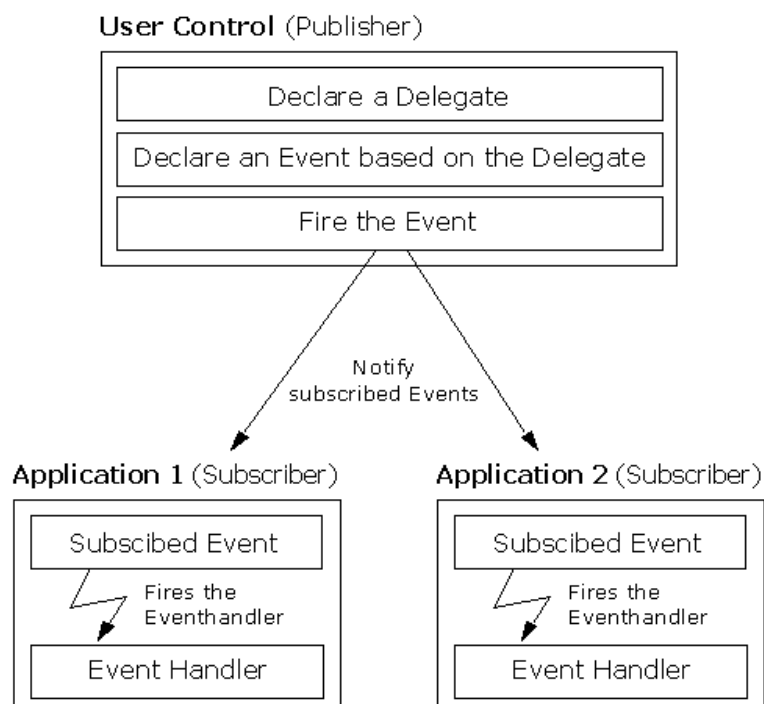 User Control (Publisher)
Declare a Delegate
Declare an Event based on the Delegate
Fire the Event
Notify
subscribed Events
Application 1 (Subscriber)
Subscibed Event
Fires the
Eventhandler
Event Handler
Application 2 (Subscriber)
Subscibed Event
Fires the
Eventhandler
Event Handler